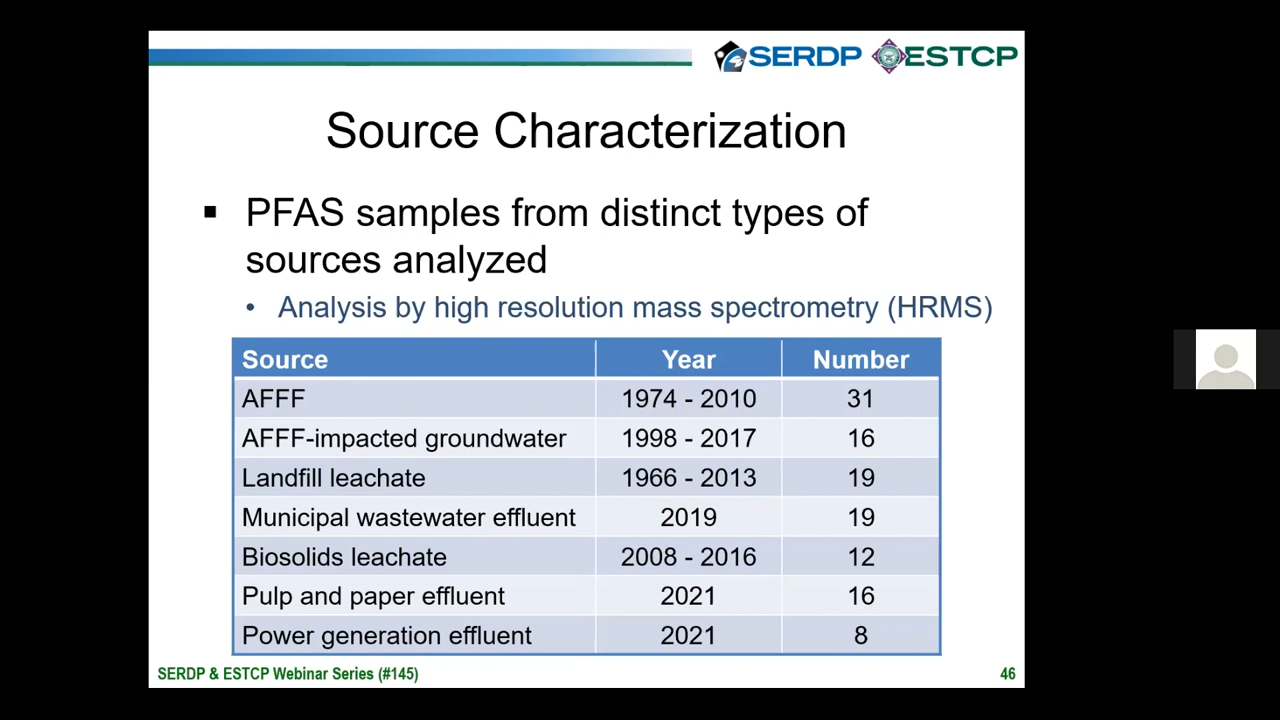 SERDP ESTCP
Source Characterization
▪ PFAS samples from distinct types of
sources analyzed
• Analysis by high resolution mass spectrometry (HRMS)
Source Year Number
AFFF 1974 - 2010 31
AFFF-impacted groundwater 1998 - 2017 16
Landfill leachate 1966 - 2013 19
Municipal wastewater effluent 2019 19
Biosolids leachate 2008 - 2016 12
Pulp and paper effluent 2021 16
Power generation effluent 2021 8
SERDP & ESTCP Webinar Series (#145) 46